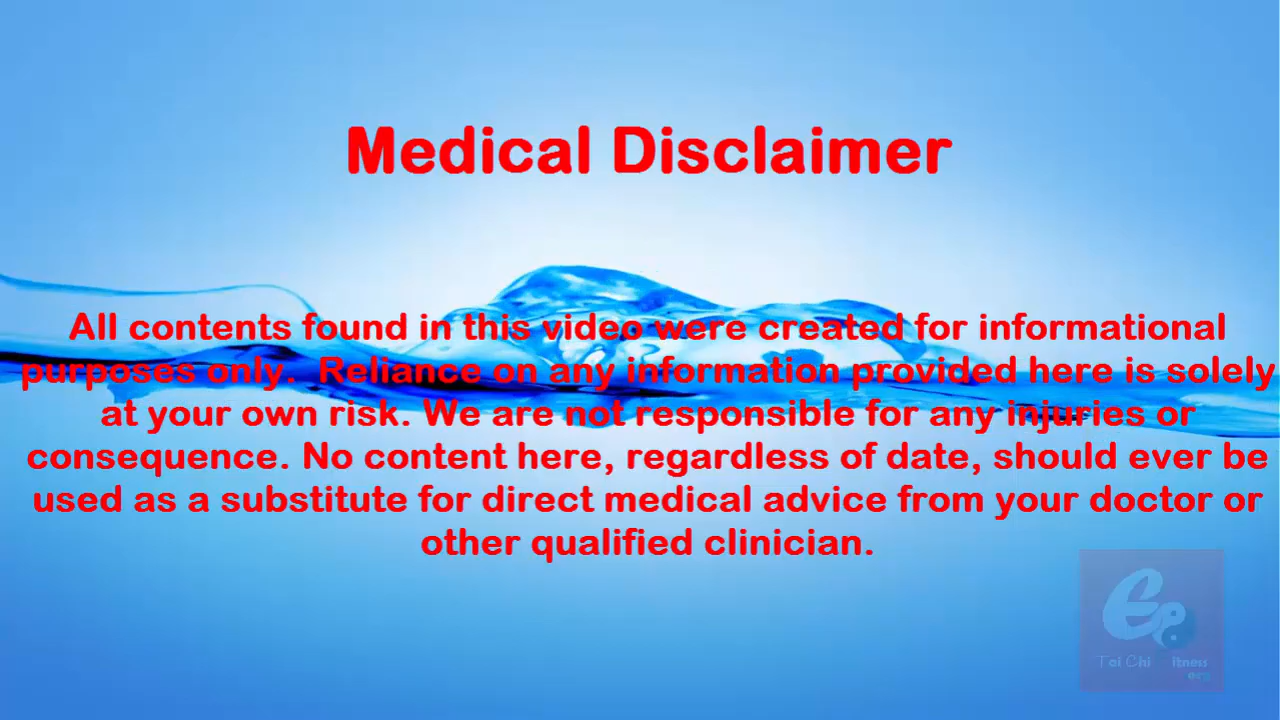 Medical Disclaimer
All contents found in this video were created for informational
purposes only.  Reliance on any information provided here is solely
at your own risk. We are not responsible for any injuries or
consequence. No content here, regardless of date, should ever be
used as a substitute for direct medical advice from your doctor or
other qualified clinician.
Tai Chi itness
.org